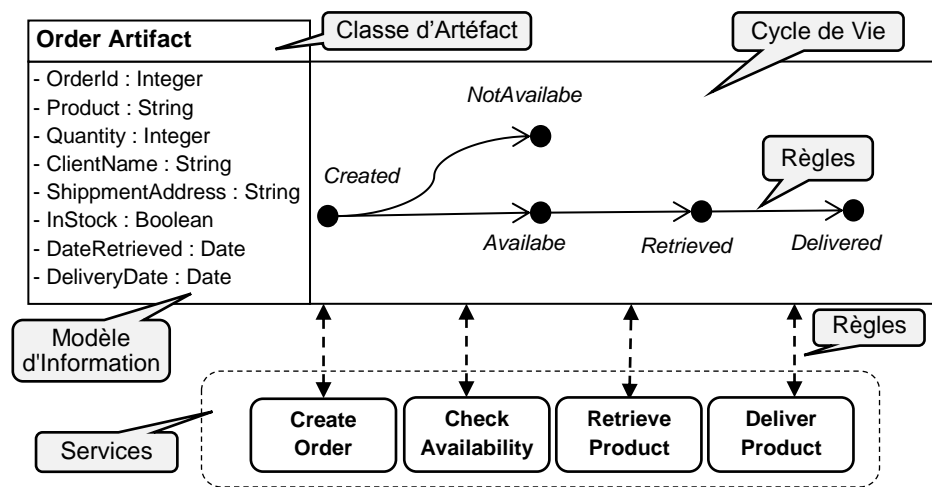 Order Artifact
Classe d'Artéfact
Cycle de Vie
- OrderId : Integer
- Product : String
- Quantity : Integer
- ClientName : String
- ShippmentAddress : String
- InStock : Boolean
- DateRetrieved : Date
- DeliveryDate : Date
NotAvailabe
Created
Règles
Availabe
Retrieved
Delivered
Modèle
d'Information
Règles
Services
Create
Order
Check
Availability
Retrieve
Product
Deliver
Product